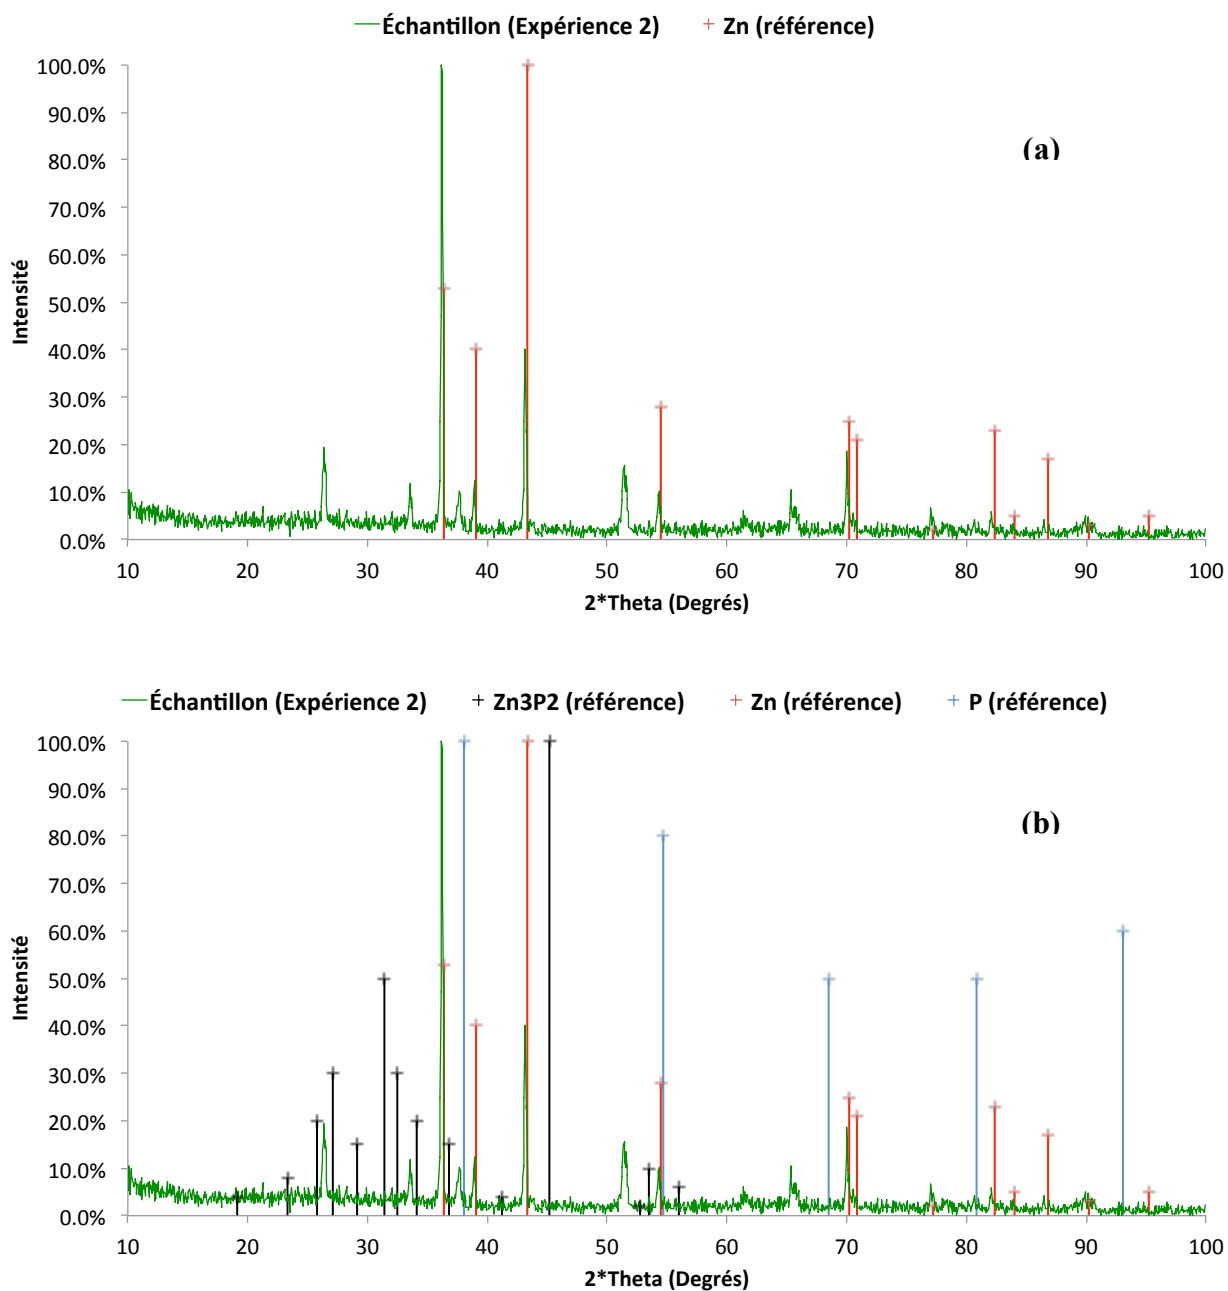 Échantillon (Expérience 2) Zn (référence)
100.0%
90.0%
80.0%
70.0%
60.0%
50.0%
40.0%
30.0%
20.0%
10.0%
0.0%
Intensité
(a)
10 20 30 40 50 60 70 80 90 100
2*Theta (Degrés)
Échantillon (Expérience 2) Zn3P2 (référence) Zn (référence) P (référence)
100.0%
90.0%
80.0%
70.0%
60.0%
50.0%
40.0%
30.0%
20.0%
10.0%
0.0%
Intensité
(b)
10 20 30 40 50 60 70 80 90 100
2*Theta (Degrés)